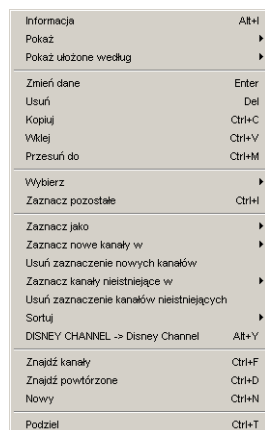 Informacja Alt+I
Pokaż
Pokaż ułożone według
Zmień dane Enter
Usuń Del
Kopiuj Ctrl+C
Wklej Ctrl+V
Przesuń do Ctrl+M
Wybierz
Zaznacz pozostałe Ctrl+I
Zaznacz jako
Zaznacz nowe kanały w
Usuń zaznaczenie nowych kanałów
Zaznacz kanały nieistniejące w
Usuń zaznaczenie kanałów nieistniejących
Sortuj
DISNEY CHANNEL -> Disney Channel Alt+Y
Znajdź kanały Ctrl+F
Znajdź powtórzone Ctrl+D
Nowy Ctrl+N
Podziel Ctrl+T